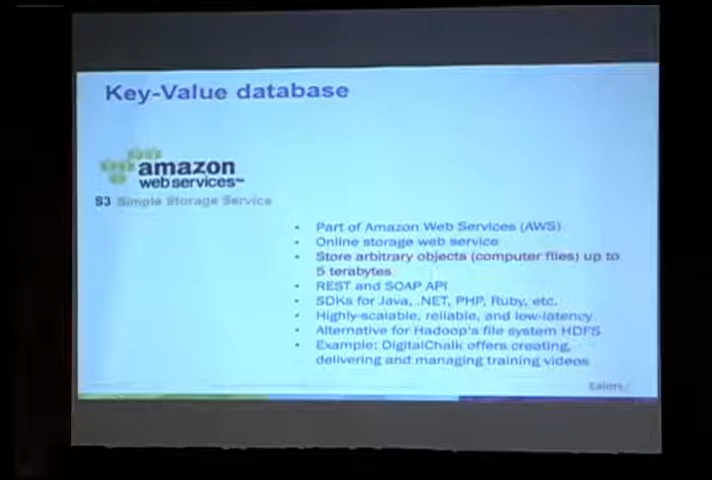 Key-Value database
amazon
web services™
S3 Simple Storage Service
• Part of Amazon Web Services (AWS)
• Online storage web service
• Store arbitrary objects (computer files) up to
5 terabytes
• REST and SOAP API
• SDKs for Java, .NET, PHP, Ruby, etc.
• Highly-scalable, reliable, and low-latency
• Alternative for Hadoop's file system HDFS
• Example: DigitalChalk offers creating,
delivering and managing training videos